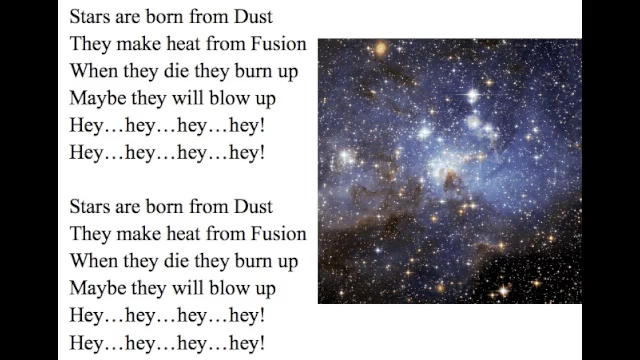 Stars are born from Dust
They make heat from Fusion
When they die they burn up
Maybe they will blow up
Hey…hey…hey…hey!
Hey…hey…hey…hey!
Stars are born from Dust
They make heat from Fusion
When they die they burn up
Maybe they will blow up
Hey…hey…hey…hey!
Hey…hey…hey…hey!